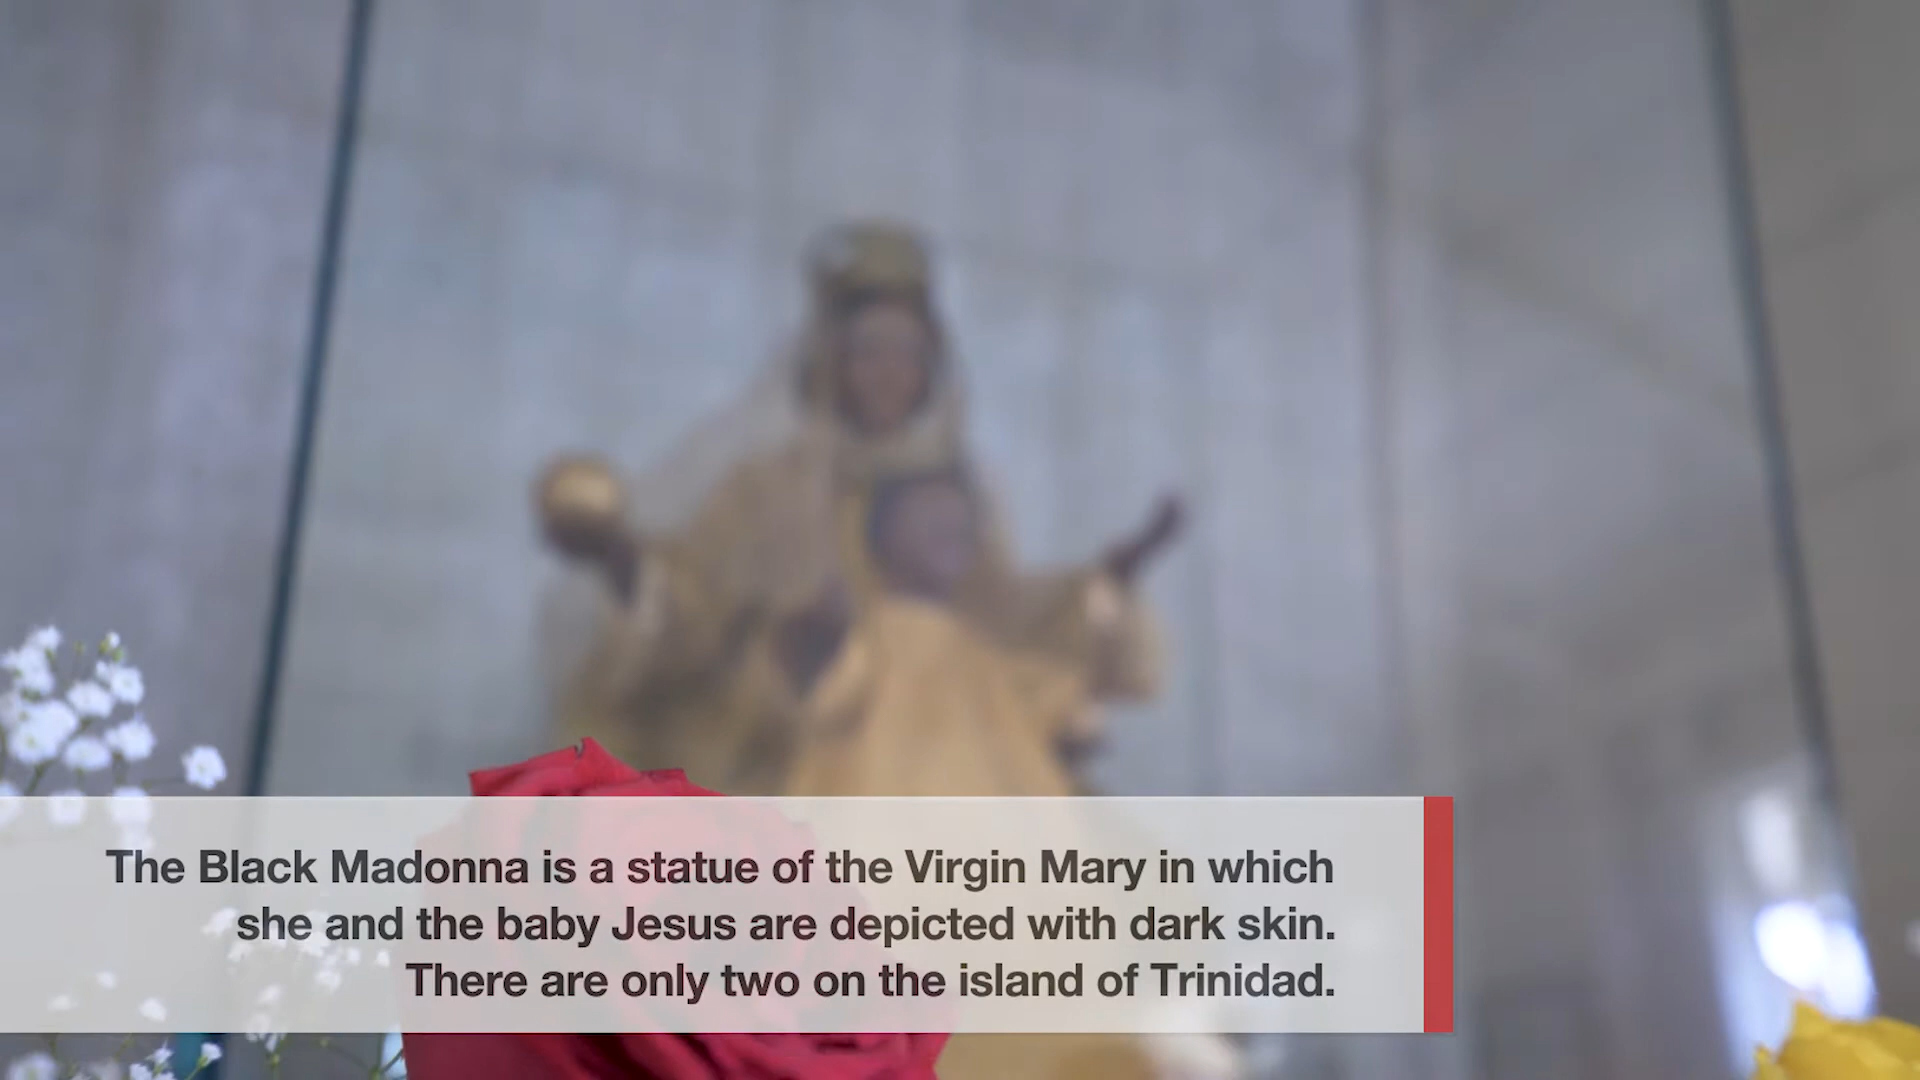 The Black Madonna is a statue of the Virgin Mary in which
she and the baby Jesus are depicted with dark skin.
There are only two on the island of Trinidad.